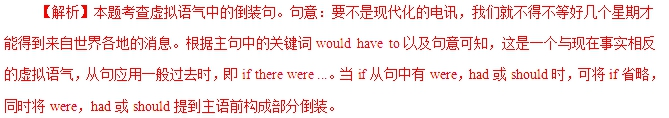 【解析】本题考查虚拟语气中的倒装句。句意：要不是现代化的电讯，我们就不得不等好几个星期才
能得到来自世界各地的消息。根据主句中的关键词 would have to 以及句意可知，这是一个与现在事实相反
的虚拟语气，从句应用一般过去时，即 if there were ...。当 if 从句中有 were，had 或 should 时，可将 if 省略，
同时将 were，had 或 should 提到主语前构成部分倒装。